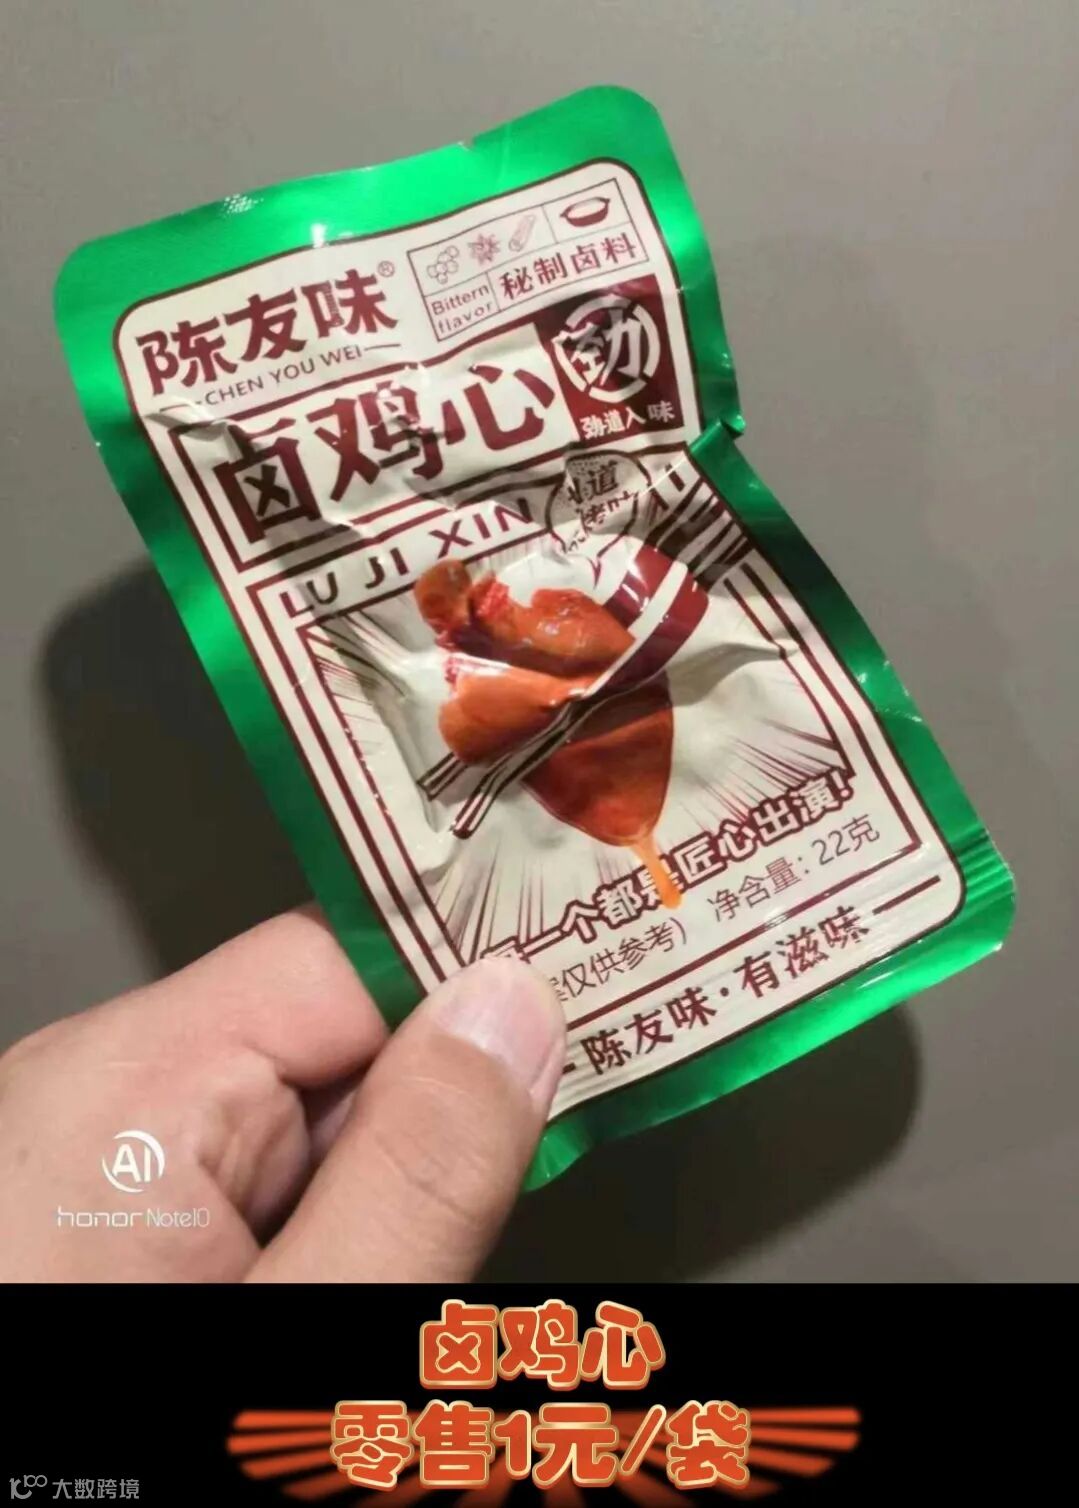 陈友味®
CHEN YOU WEI
Bittern
flavor
秘制卤料
卤鸡心
劲
劲道入味
LU JI XIN
一个都是匠心出演!
仅供参考)
净含量:22克
陈友味·有滋味
AI
honor Note10
卤鸡心
零售1元/袋
大数跨境